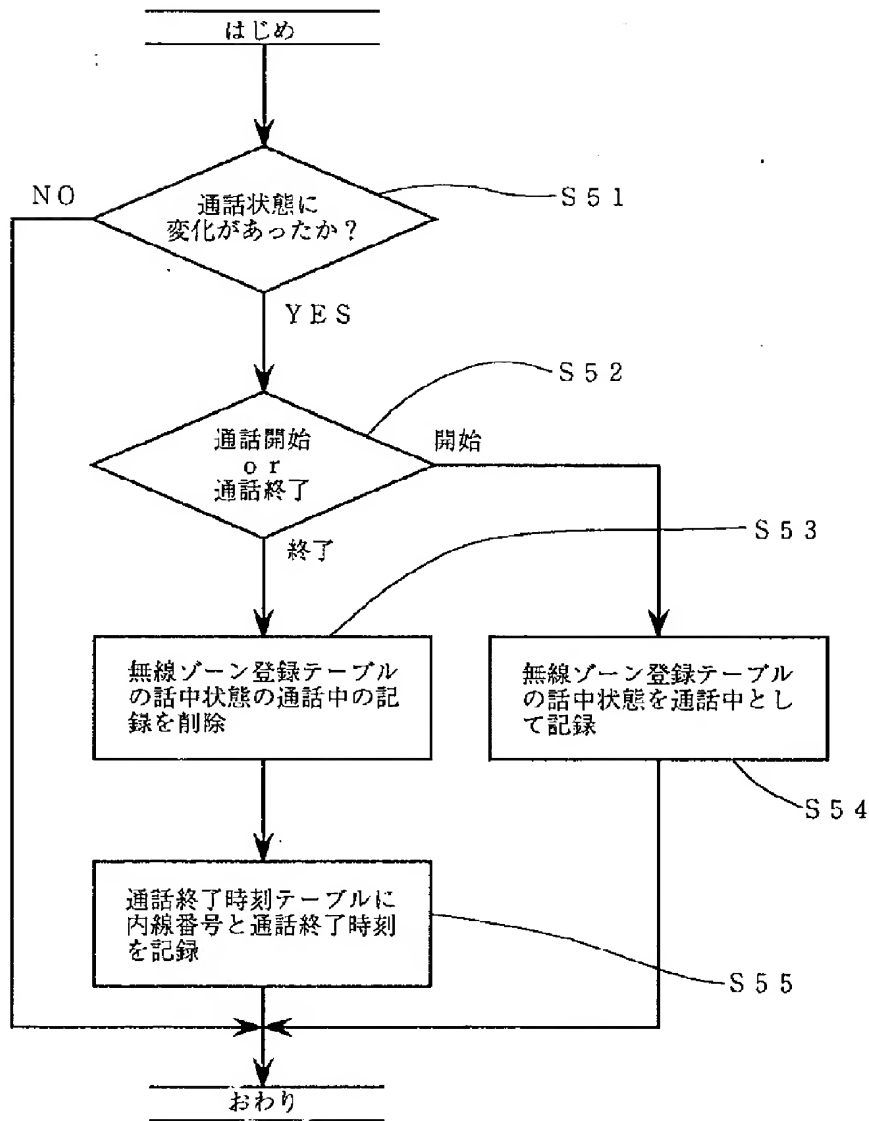 はじめ
NO
通話状態に
変化があったか？
S51
YES
S52
通話開始
or
通話終了
開始
終了
S53
無線ゾーン登録テーブル
の話中状態の通話中の記
録を削除
無線ゾーン登録テーブル
の話中状態を通話中とし
て記録
S54
通話終了時刻テーブルに
内線番号と通話終了時刻
を記録
S55
おわり